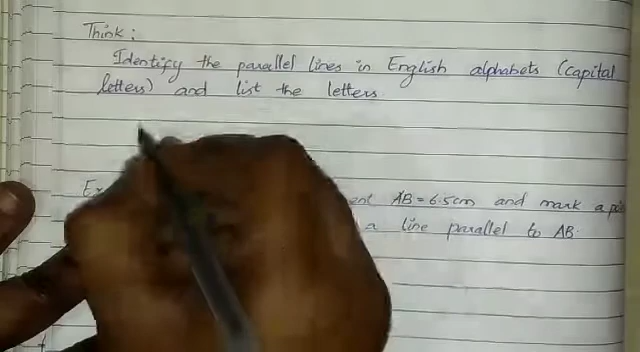 Think:
Identify the parallel lines in English alphabets (capital
letters) and list the letters
Ex AB = 6.5cm and mark a
a line parallel to AB.